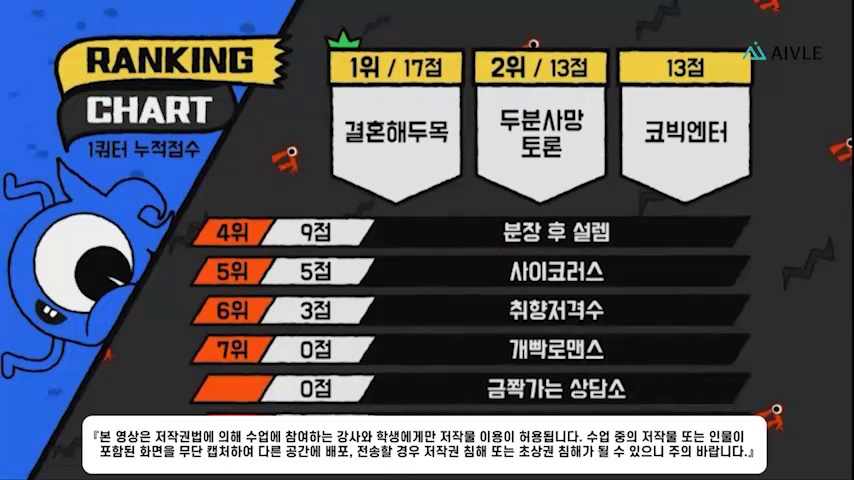 RANKING
CHART
1쿼터 누적점수
AIVLE
1위 / 17점
결혼해두목
2위 / 13점
두분사망
토론
13점
코빅엔터
4위 9점 분장 후 설렘
5위 5점 사이코러스
6위 3점 취향저격수
7위 0점 개빡로맨스
0점 금쪽가는 상담소
『본 영상은 저작권법에 의해 수업에 참여하는 강사와 학생에게만 저작물 이용이 허용됩니다. 수업 중의 저작물 또는 인물이
포함된 화면을 무단 캡처하여 다른 공간에 배포, 전송할 경우 저작권 침해 또는 초상권 침해가 될 수 있으니 주의 바랍니다.』